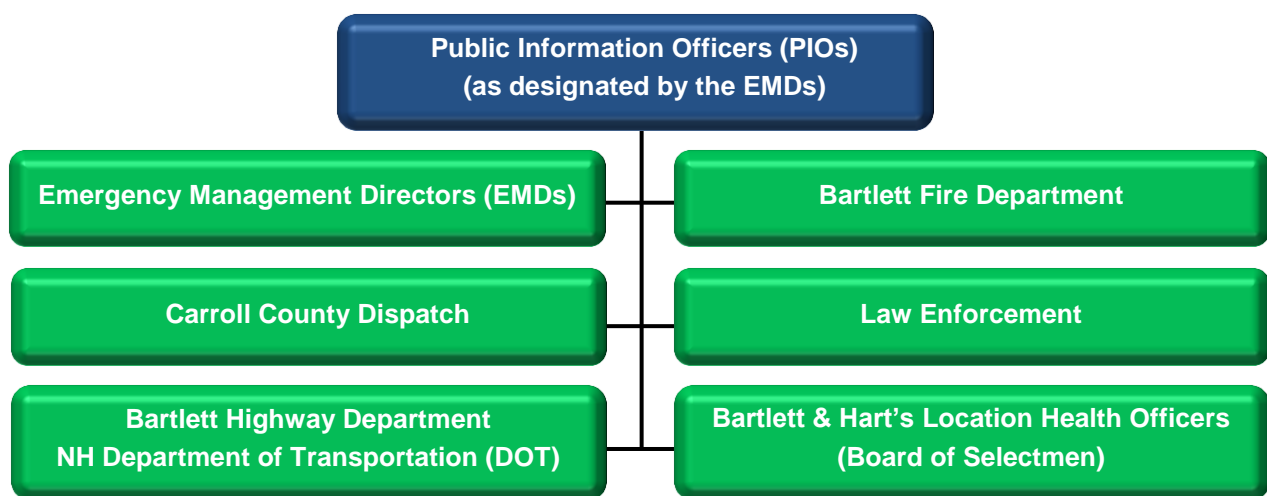 Public Information Officers (PIOs)
(as designated by the EMDs)
Emergency Management Directors (EMDs)
Bartlett Fire Department
Carroll County Dispatch
Law Enforcement
Bartlett Highway Department
NH Department of Transportation (DOT)
Bartlett & Hart’s Location Health Officers
(Board of Selectmen)